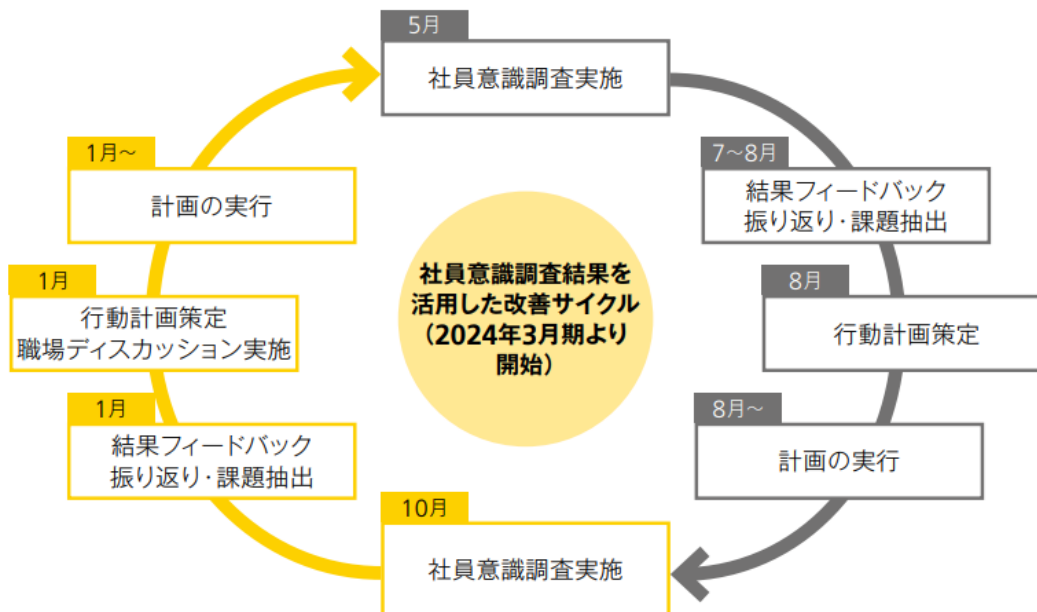 5月
社員意識調査実施
7〜8月
結果フィードバック
振り返り・課題抽出
8月
行動計画策定
8月〜
計画の実行
10月
社員意識調査実施
1月
結果フィードバック
振り返り・課題抽出
1月
行動計画策定
職場ディスカッション実施
1月〜
計画の実行
社員意識調査結果を
活用した改善サイクル
（2024年3月期より
開始）